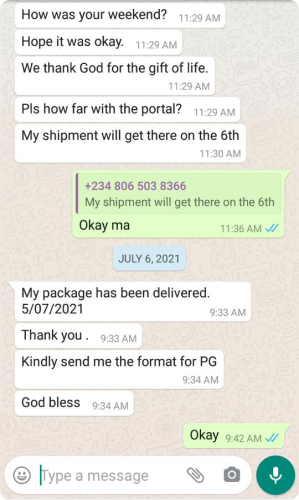 How was your weekend? 11:29 AM
Hope it was okay. 11:29 AM
We thank God for the gift of life.
11:29 AM
Pls how far with the portal? 11:29 AM
My shipment will get there on the 6th
11:30 AM
+234 806 503 8366
My shipment will get there on the 6th
Okay ma 11:36 AM
JULY 6, 2021
My package has been delivered.
5/07/2021 9:33 AM
Thank you . 9:33 AM
Kindly send me the format for PG
9:34 AM
God bless 9:34 AM
Okay 9:42 AM
Type a message